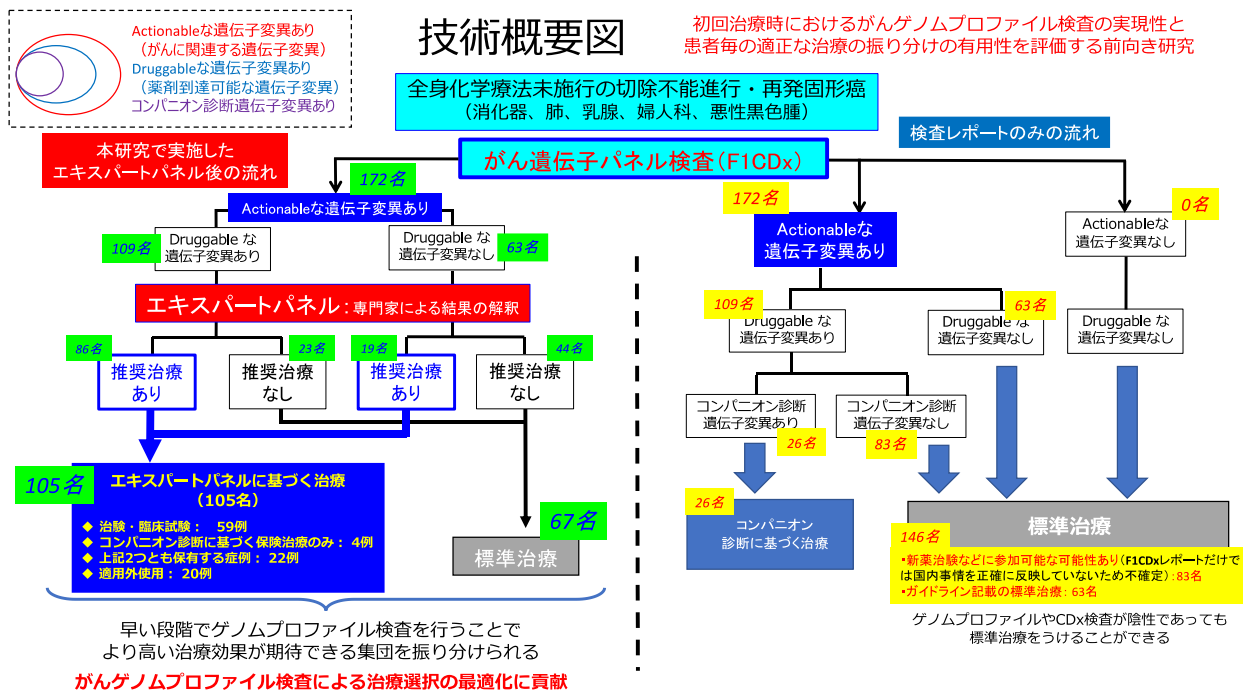 Actionableな遺伝子変異あり
(がんに関連する遺伝子変異)
Druggableな遺伝子変異あり
(薬剤到達可能な遺伝子変異)
コンパニオン診断遺伝子変異あり
技術概要図
初回治療時におけるがんゲノムプロファイル検査の実現性と
患者毎の適正な治療の振り分けの有用性を評価する前向き研究
全身化学療法未施行の切除不能進行・再発固形癌
(消化器、肺、乳腺、婦人科、悪性黒色腫)
がん遺伝子パネル検査(F1CDx)
本研究で実施した
エキスパートパネル後の流れ
172名
Actionableな遺伝子変異あり
109名
Druggable な
遺伝子変異あり
Druggable な
遺伝子変異なし
63名
エキスパートパネル：専門家による結果の解釈
86名
推奨治療
あり
23名
推奨治療
なし
19名
推奨治療
あり
44名
推奨治療
なし
105名
エキスパートパネルに基づく治療
(105名)
◆ 治験・臨床試験： 59例
◆ コンパニオン診断に基づく保険治療のみ： 4例
◆ 上記2つとも保有する症例： 22例
◆ 適用外使用： 20例
67名
標準治療
早い段階でゲノムプロファイル検査を行うことで
より高い治療効果が期待できる集団を振り分けられる
がんゲノムプロファイル検査による治療選択の最適化に貢献
検査レポートのみの流れ
172名
Actionableな
遺伝子変異あり
0名
Actionableな
遺伝子変異なし
109名
Druggable な
遺伝子変異あり
63名
Druggable な
遺伝子変異なし
Druggable な
遺伝子変異なし
コンパニオン診断
遺伝子変異あり
26名
コンパニオン診断
遺伝子変異なし
83名
26名
コンパニオン
診断に基づく治療
標準治療
146名
・新薬治験などに参加可能な可能性あり(F1CDxレポートだけで
は国内事情を正確に反映していないため不確定)：83名
・ガイドライン記載の標準治療：63名
ゲノムプロファイルやCDx検査が陰性であっても
標準治療をうけることができる